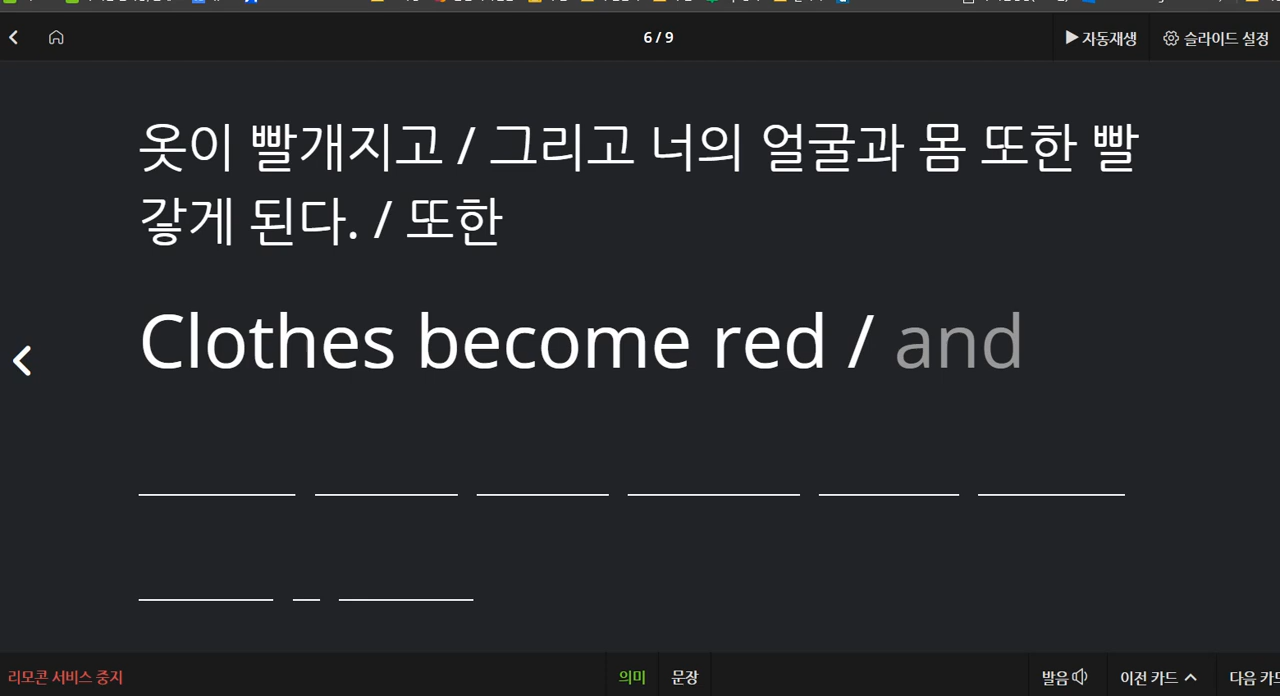 6 / 9
▶ 자동재생
슬라이드 설정
옷이 빨개지고 / 그리고 너의 얼굴과 몸 또한 빨
갛게 된다. / 또한
Clothes become red / and
리모콘 서비스 중지
의미
문장
발음
이전 카드
다음